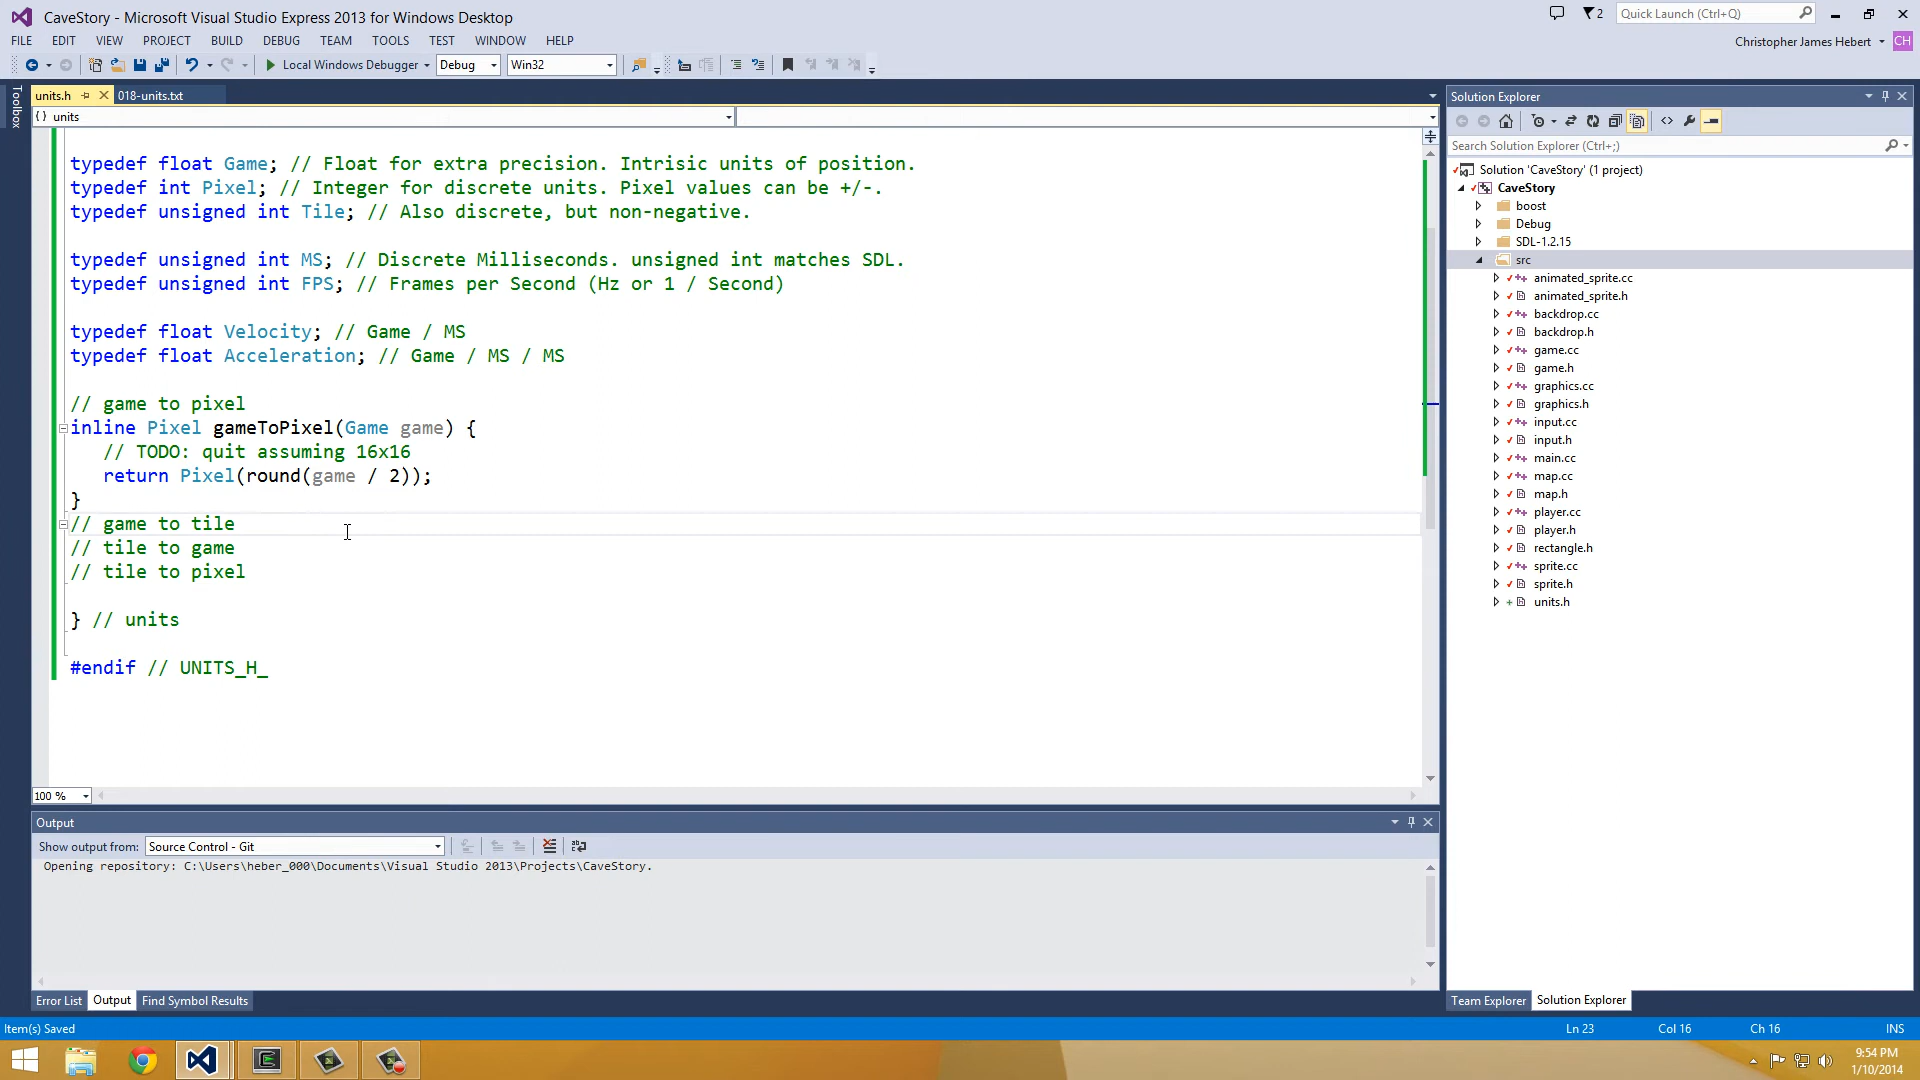 CaveStory - Microsoft Visual Studio Express 2013 for Windows Desktop
2
Quick Launch (Ctrl+Q)
FILE EDIT VIEW PROJECT BUILD DEBUG TEAM TOOLS TEST WINDOW HELP
Christopher James Hebert
CH
Local Windows Debugger
Debug
Win32
Toolbox
units.h
018-units.txt
{ } units
typedef float Game; // Float for extra precision. Intrisic units of position.
typedef int Pixel; // Integer for discrete units. Pixel values can be +/-.
typedef unsigned int Tile; // Also discrete, but non-negative.
typedef unsigned int MS; // Discrete Milliseconds. unsigned int matches SDL.
typedef unsigned int FPS; // Frames per Second (Hz or 1 / Second)
typedef float Velocity; // Game / MS
typedef float Acceleration; // Game / MS / MS
// game to pixel
inline Pixel gameToPixel(Game game) {
// TODO: quit assuming 16x16
return Pixel(round(game / 2));
}
// game to tile
// tile to game
// tile to pixel
} // units
#endif // UNITS_H_
100 %
Output
Show output from: Source Control - Git
Opening repository: C:\Users\heber_000\Documents\Visual Studio 2013\Projects\CaveStory.
Error List
Output
Find Symbol Results
Solution Explorer
Search Solution Explorer (Ctrl+;)
Solution 'CaveStory' (1 project)
CaveStory
boost
Debug
SDL-1.2.15
src
animated_sprite.cc
animated_sprite.h
backdrop.cc
backdrop.h
game.cc
game.h
graphics.cc
graphics.h
input.cc
input.h
main.cc
map.cc
map.h
player.cc
player.h
rectangle.h
sprite.cc
sprite.h
units.h
Team Explorer
Solution Explorer
Item(s) Saved
Ln 23
Col 16
Ch 16
INS
9:54 PM
1/10/2014